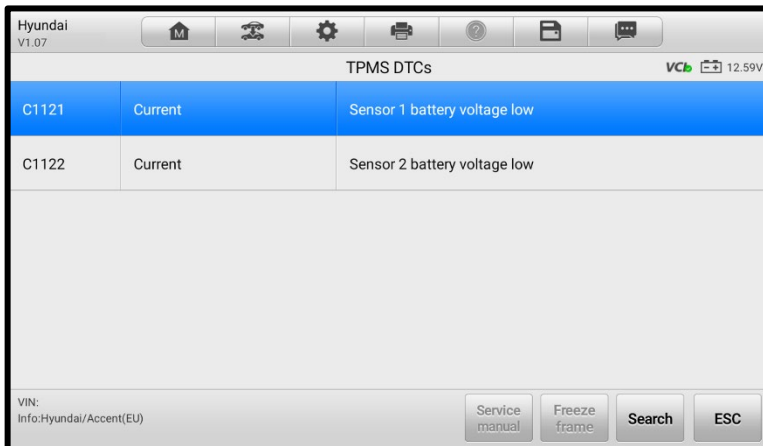 Hyundai
V1.07
M
?
TPMS DTCs
VCb 12.59V
C1121 Current Sensor 1 battery voltage low
C1122 Current Sensor 2 battery voltage low
VIN:
Info:Hyundai/Accent(EU)
Service
manual
Freeze
frame
Search
ESC